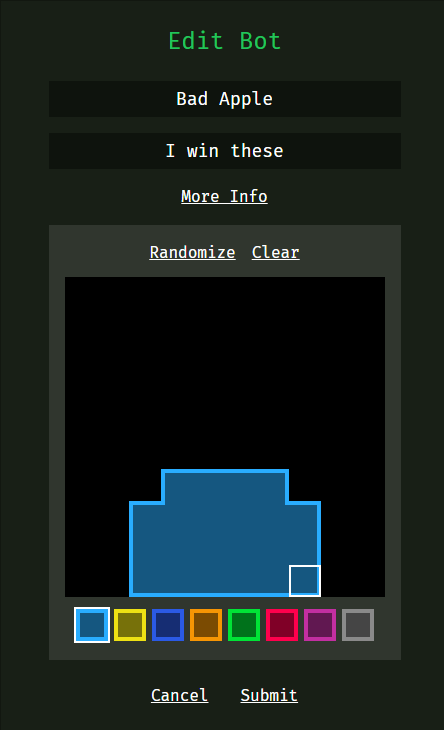 Edit Bot
Bad Apple
I win these
More Info
Randomize Clear
Cancel Submit